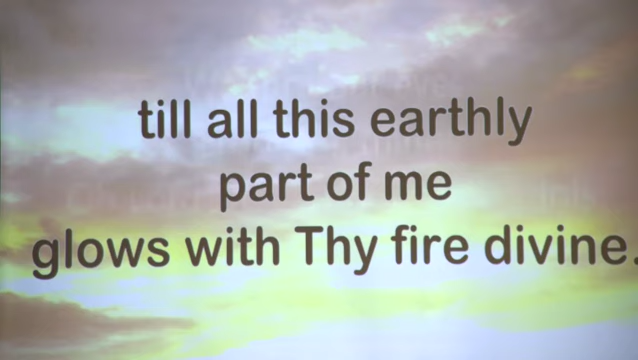 till all this earthly
part of me
glows with Thy fire divine.